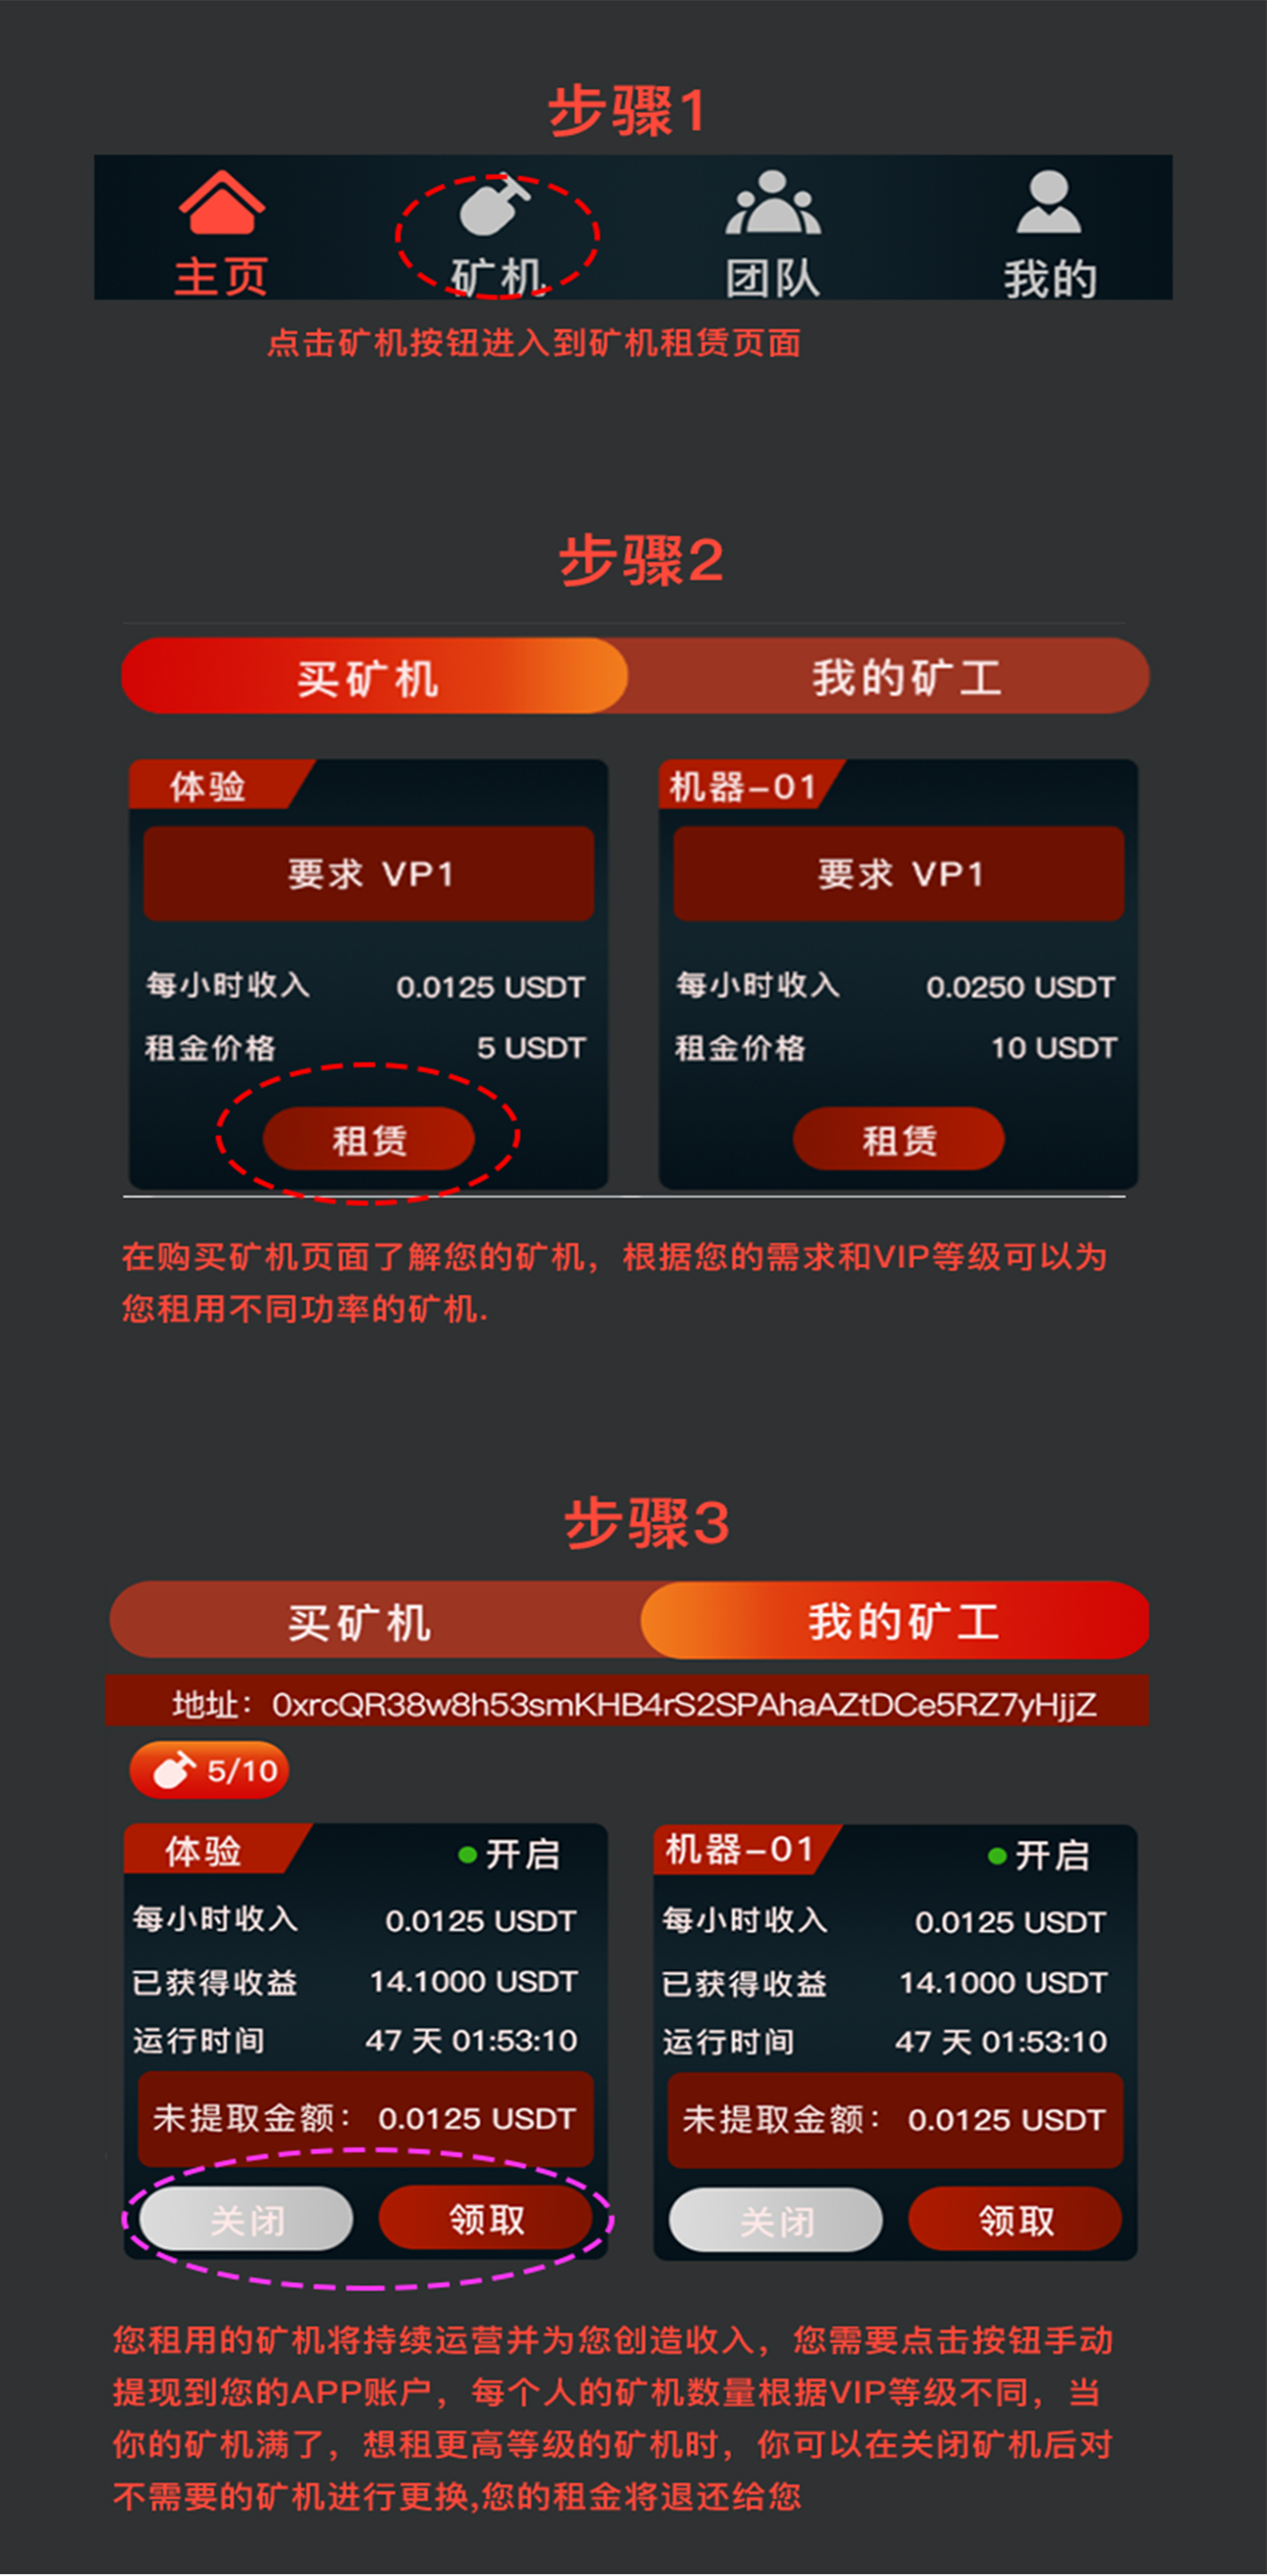 步骤1
主页 矿机 团队 我的
点击矿机按钮进入到矿机租赁页面
步骤2
买矿机 我的矿工
体验 机器-01
要求 VP1 要求 VP1
每小时收入 0.0125 USDT 每小时收入 0.0250 USDT
租金价格 5 USDT 租金价格 10 USDT
租赁 租赁
在购买矿机页面了解您的矿机，根据您的需求和VIP等级可以为
您租用不同功率的矿机.
步骤3
买矿机 我的矿工
地址：0xrcQR38w8h53smKHB4rS2SPAhaAZtDCe5RZ7yHjjZ
5/10
体验 开启 机器-01 开启
每小时收入 0.0125 USDT 每小时收入 0.0125 USDT
已获得收益 14.1000 USDT 已获得收益 14.1000 USDT
运行时间 47 天 01:53:10 运行时间 47 天 01:53:10
未提取金额： 0.0125 USDT 未提取金额： 0.0125 USDT
关闭 领取 关闭 领取
您租用的矿机将持续运营并为您创造收入，您需要点击按钮手动
提现到您的APP账户，每个人的矿机数量根据VIP等级不同，当
你的矿机满了，想租更高等级的矿机时，你可以在关闭矿机后对
不需要的矿机进行更换,您的租金将退还给您